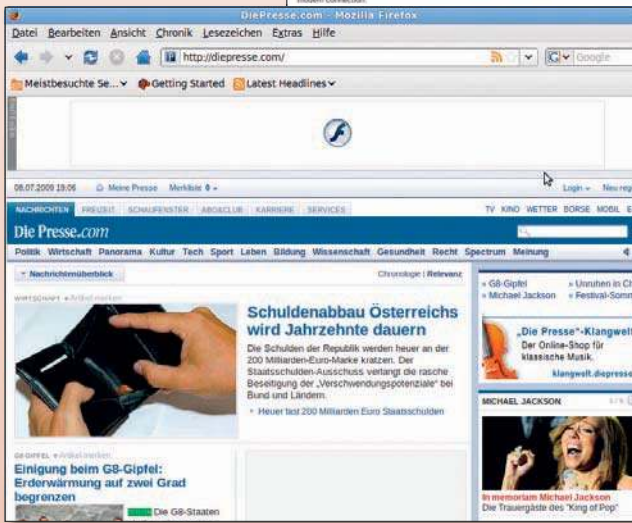 modem connection.
DiePresse.com - Mozilla Firefox
Datei Bearbeiten Ansicht Chronik Lesezeichen Extras Hilfe
http://diepresse.com/
Google
Meistbesuchte Se...
Getting Started
Latest Headlines
08.07.2009 19:06
Meine Presse
Merkliste 0
Login
Neu reg
NACHRICHTEN FREIZEIT SCHAUFENSTER ABO&CLUB KARRIERE SERVICES
TV KINO WETTER BÖRSE MOBIL E
Die Presse.com
Politik Wirtschaft Panorama Kultur Tech Sport Leben Bildung Wissenschaft Gesundheit Recht Spectrum Meinung
Nachrichtenüberblick
Chronologie | Relevanz
WIRTSCHAFT Artikel merken
Schuldenabbau Österreichs
wird Jahrzehnte dauern
Die Schulden der Republik werden heuer an der
200 Milliarden-Euro-Marke kratzen. Der
Staatsschulden-Ausschuss verlangt die rasche
Beseitigung der „Verschwendungspotenziale" bei
Bund und Ländern.
Heuer fast 200 Milliarden Euro Staatsschulden
G8-GIPFEL Artikel merken
Einigung beim G8-Gipfel:
Erderwärmung auf zwei Grad
begrenzen
Die G8-Staaten
» G8-Gipfel
» Unruhen in Ch
» Michael Jackson
» Festival-Somm
„Die Presse"-Klangwelt
Der Online-Shop für
klassische Musik.
klangwelt.diepresse
MICHAEL JACKSON
In memoriam Michael Jackson
Die Trauergäste des "King of Pop"